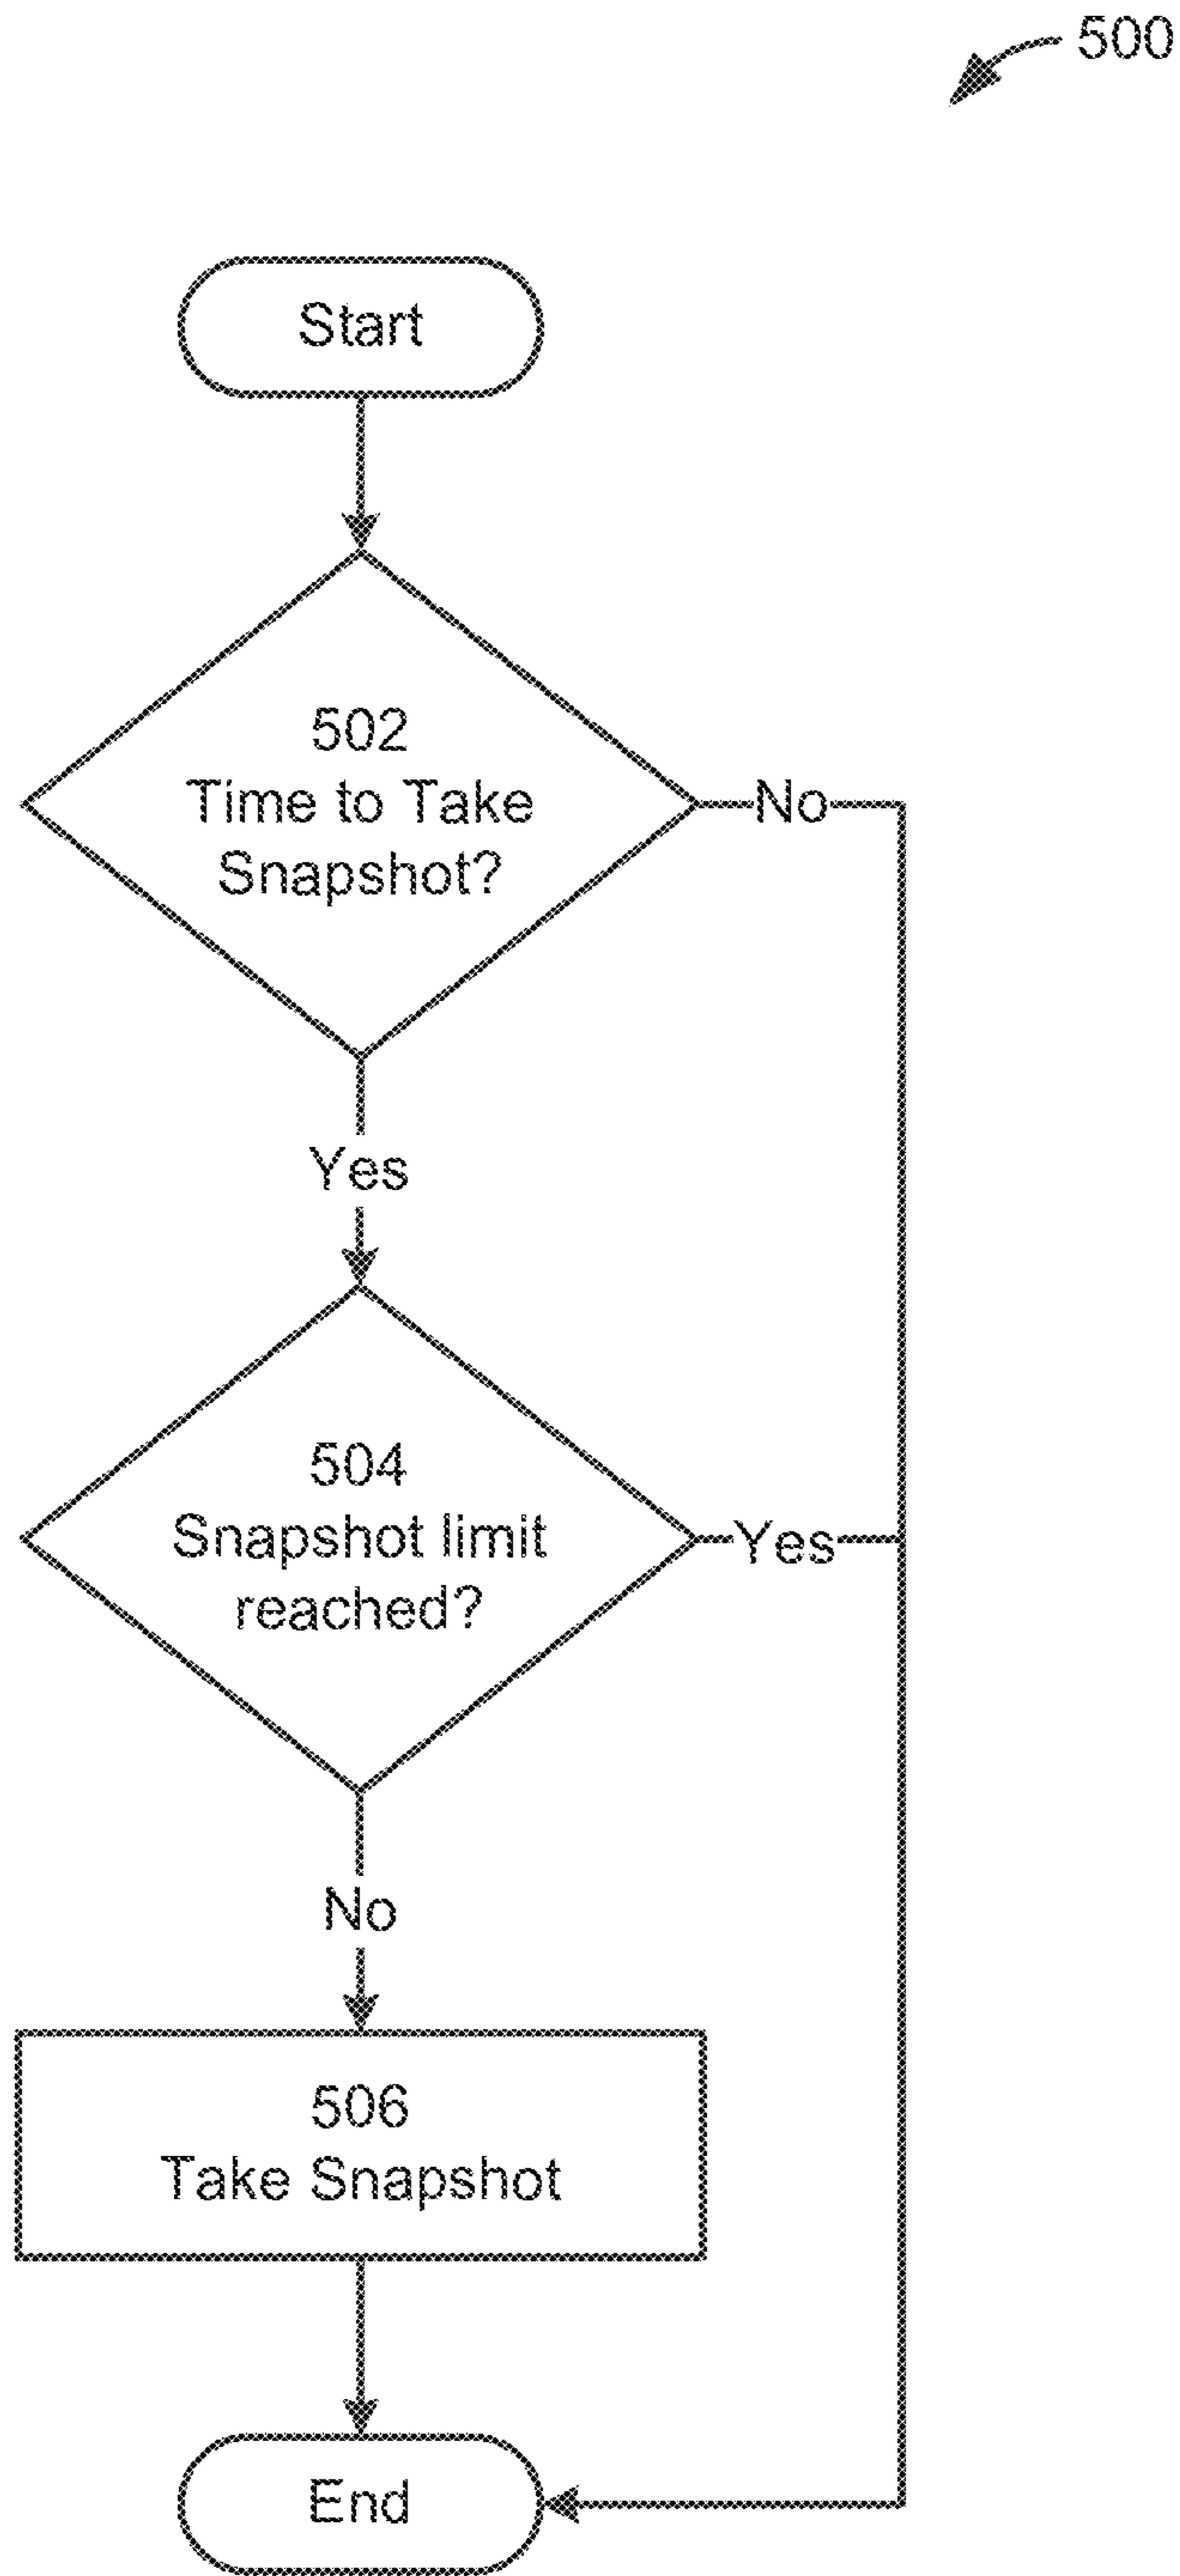 500
Start
502
Time to Take
Snapshot?
No
Yes
504
Snapshot limit
reached?
Yes
No
506
Take Snapshot
End